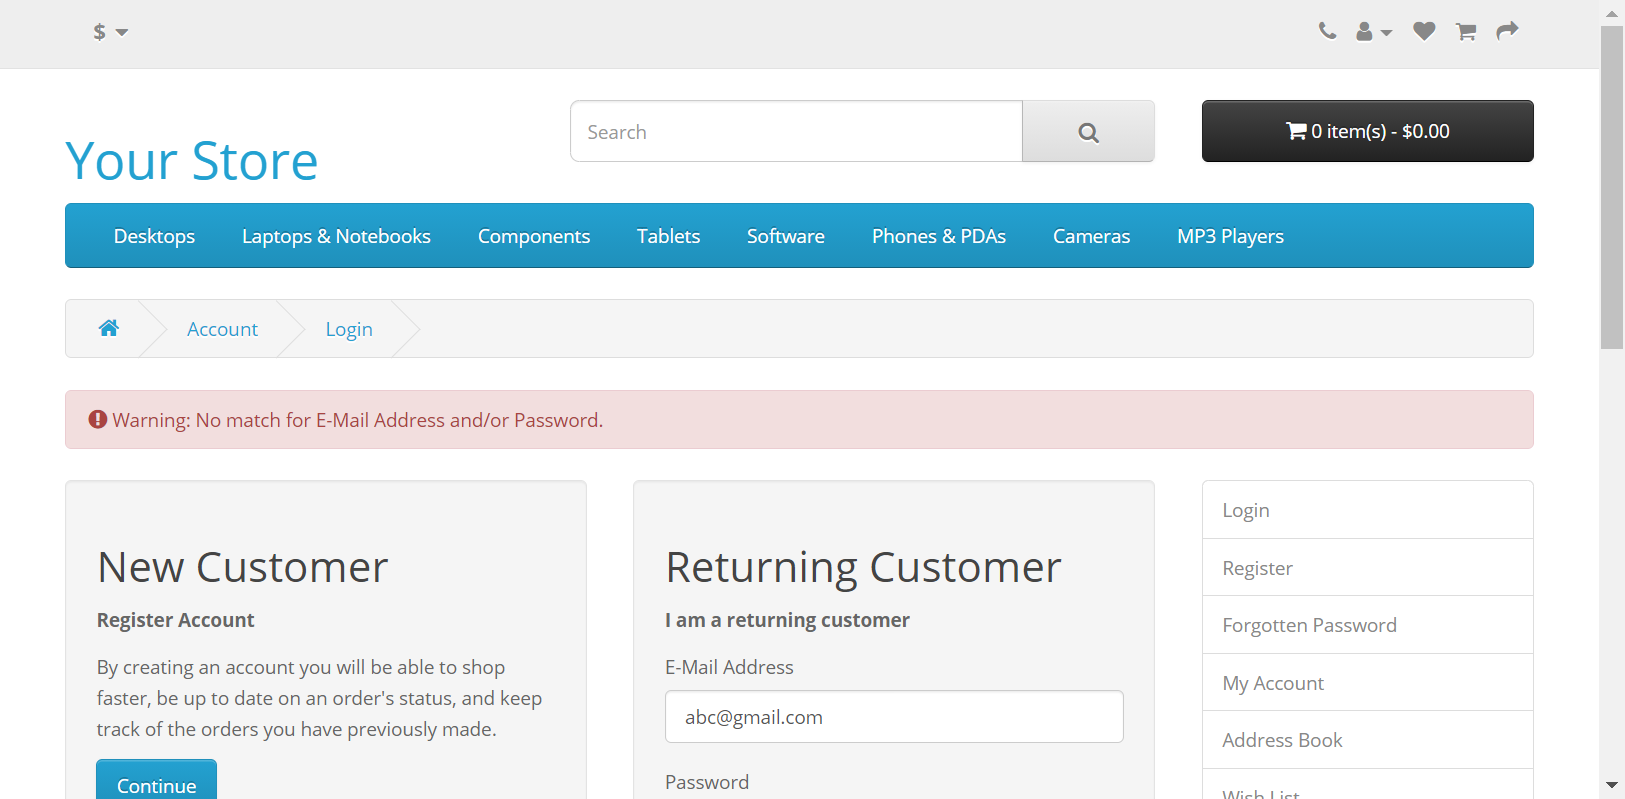 $
Search
0 item(s) - $0.00
Your Store
Desktops Laptops & Notebooks Components Tablets Software Phones & PDAs Cameras MP3 Players
Account Login
Warning: No match for E-Mail Address and/or Password.
New Customer
Register Account
By creating an account you will be able to shop
faster, be up to date on an order's status, and keep
track of the orders you have previously made.
Continue
Returning Customer
I am a returning customer
E-Mail Address
abc@gmail.com
Password
Login
Register
Forgotten Password
My Account
Address Book
Wish List